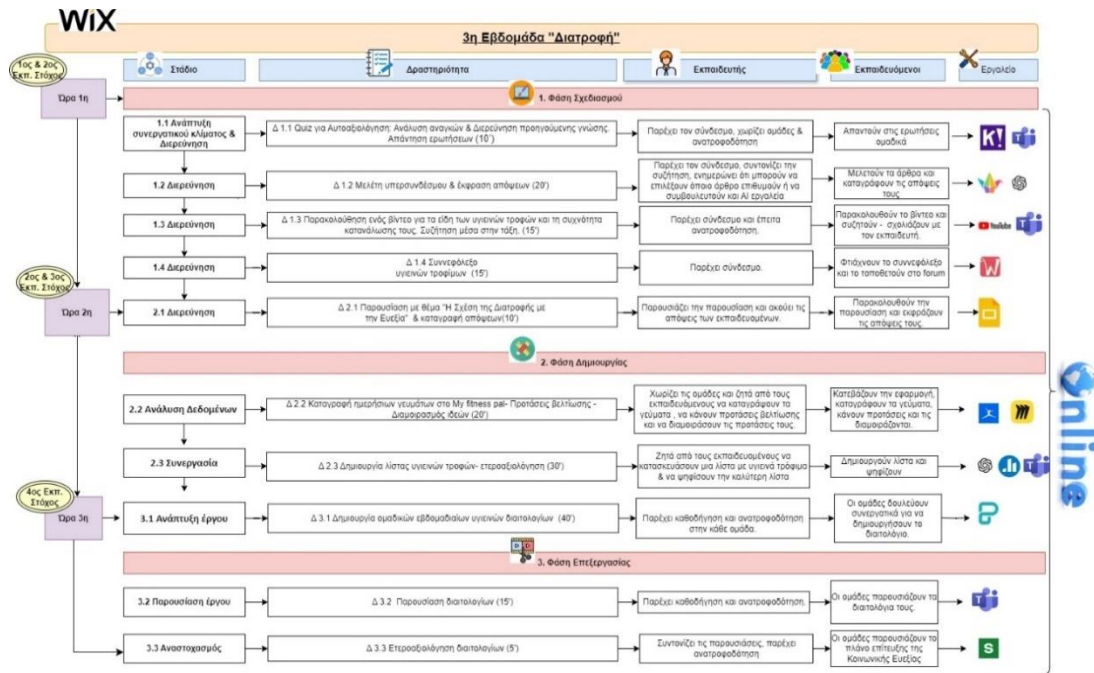 WiX
3η Εβδομάδα "Διατροφή"
1ος & 2ος
Εκπ. Στόχος
Στάδιο
Δραστηριότητα
Εκπαιδευτής
Εκπαιδευόμενοι
Εργαλείο
Ώρα 1η
1. Φάση Σχεδιασμού
1.1 Ανάπτυξη
συνεργατικού κλίματος &
Διερεύνηση
Δ 1.1 Quiz για Αυτοαξιολόγηση: Ανάλυση αναγκών & Διερεύνηση προηγούμενης γνώσης.
Απάντηση ερωτήσεων (10΄)
Παρέχει τον σύνδεσμο, χωρίζει ομάδες &
ανατροφοδότηση
Απαντούν στις ερωτήσεις
ομαδικά
K!
1.2 Διερεύνηση
Δ 1.2 Μελέτη υπερσυνδέσμου & έκφραση απόψεων (20')
Παρέχει τον σύνδεσμο, συντονίζει την
συζήτηση, ενημερώνει ότι μπορούν να
επιλέξουν όποιο άρθρο επιθυμούν ή να
συμβουλευτούν και AI εργαλεία
Μελετούν τα άρθρα και
καταγράφουν τις απόψεις
τους
1.3 Διερεύνηση
Δ 1.3 Παρακολούθηση ενός βίντεο για τα είδη των υγιεινών τροφών και τη συχνότητα
κατανάλωσης τους. Συζήτηση μέσα στην τάξη. (15')
Παρέχει σύνδεσμο και έπειτα
ανατροφοδότηση.
Παρακολουθούν το βίντεο και
συζητούν - σχολιάζουν με
τον εκπαιδευτή.
YouTube
1.4 Διερεύνηση
Δ 1.4 Συννεφόλεξο
υγιεινών τροφίμων (15')
Παρέχει σύνδεσμο.
Φτιάχνουν το συννεφόλεξο
και το τοποθετούν στο forum
W
2ος & 3ος
Εκπ. Στόχος
Ώρα 2η
2.1 Διερεύνηση
Δ 2.1 Παρουσίαση με θέμα "Η Σχέση της Διατροφής με
την Ευεξία" & καταγραφή απόψεων(10')
Παρουσιάζει την παρουσίαση και ακούει τις
απόψεις των εκπαιδευομένων.
Παρακολουθούν την
παρουσίαση και εκφράζουν
τις απόψεις τους.
2. Φάση Δημιουργίας
2.2 Ανάλυση Δεδομένων
Δ 2.2 Καταγραφή ημερήσιων γευμάτων στο My fitness pal- Προτάσεις βελτίωσης -
Διαμοιρασμός ιδεών (20')
Χωρίζει τις ομάδες και ζητά από τους
εκπαιδευόμενους να καταγράψουν τα
γεύματα , να κάνουν προτάσεις βελτίωσης
και να διαμοιράσουν τις προτάσεις τους.
Κατεβάζουν την εφαρμογή,
καταγράφουν τα γεύματα,
κάνουν προτάσεις και τις
διαμοιράζονται.
2.3 Συνεργασία
Δ 2.3 Δημιουργία λίστας υγιεινών τροφών- ετεροαξιολόγηση (30')
Ζητά από τους εκπαιδευομένους να
κατασκευάσουν μια λίστα με υγιεινά τρόφιμα
& να ψηφίσουν την καλύτερη λίστα
Δημιουργούν λίστα και
ψηφίζουν
4ος Εκπ.
Στόχος
Ώρα 3η
3.1 Ανάπτυξη έργου
Δ 3.1 Δημιουργία ομαδικών εβδομαδιαίων υγιεινών διαιτολογίων (40')
Παρέχει καθοδήγηση και ανατροφοδότηση
στην κάθε ομάδα.
Οι ομάδες δουλεύουν
συνεργατικά για να
δημιουργήσουν το
διαιτολόγιο.
3. Φάση Επεξεργασίας
3.2 Παρουσίαση έργου
Δ 3.2 Παρουσίαση διαιτολογίων (15')
Παρέχει καθοδήγηση και ανατροφοδότηση.
Οι ομάδες παρουσιάζουν τα
διαιτολόγια τους.
3.3 Αναστοχασμός
Δ 3.3 Ετεροαξιολόγηση διαιτολογίων (5')
Συντονίζει τις παρουσιάσεις, παρέχει
ανατροφοδότηση
Οι ομάδες παρουσιάζουν το
πλάνο επίτευξης της
Κοινωνικής Ευεξίας
S
Online